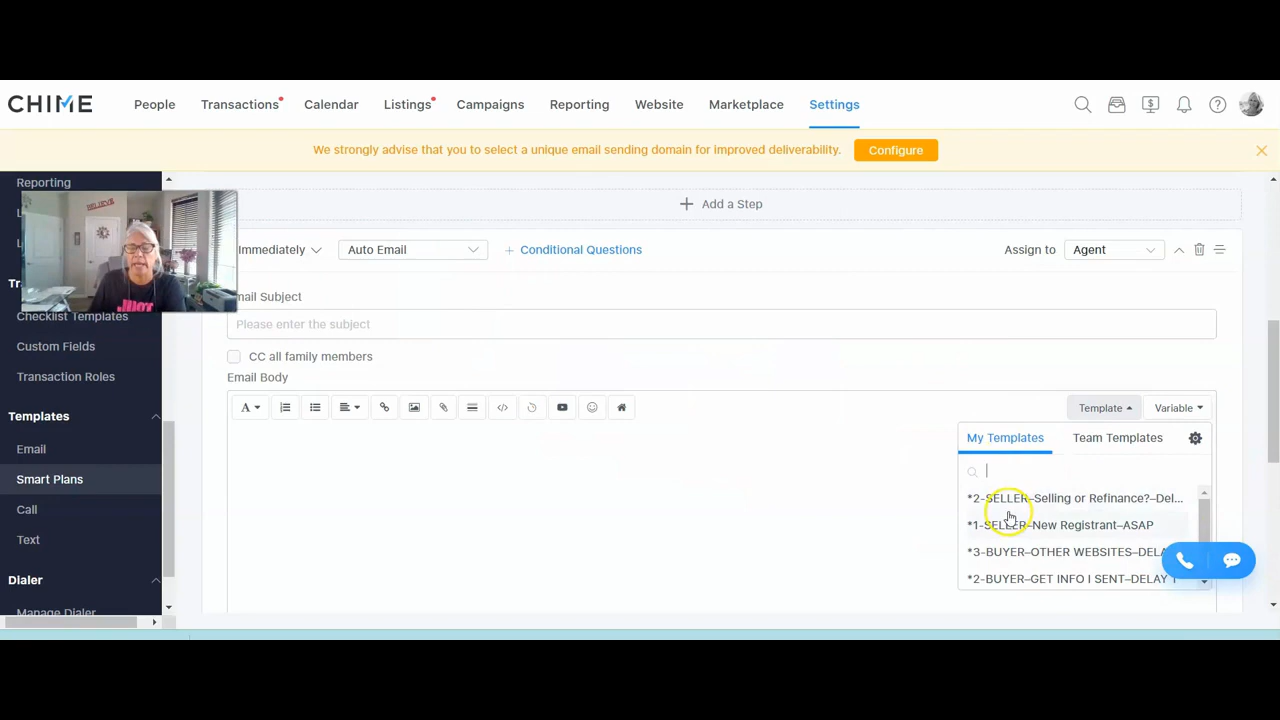 CHIME People Transactions Calendar Listings Campaigns Reporting Website Marketplace Settings
We strongly advise that you to select a unique email sending domain for improved deliverability. Configure
Reporting
Add a Step
Immediately Auto Email + Conditional Questions Assign to Agent
Email Subject
Please enter the subject
Checklist Templates
Custom Fields
CC all family members
Transaction Roles
Email Body
Templates
Template Variable
Email
My Templates Team Templates
Smart Plans
*2-SELLER–Selling or Refinance?–Del...
Call
*1-SELLER–New Registrant–ASAP
Text
*3-BUYER–OTHER WEBSITES–DELA
Dialer
*2-BUYER–GET INFO I SENT–DELAY
Manage Dialer